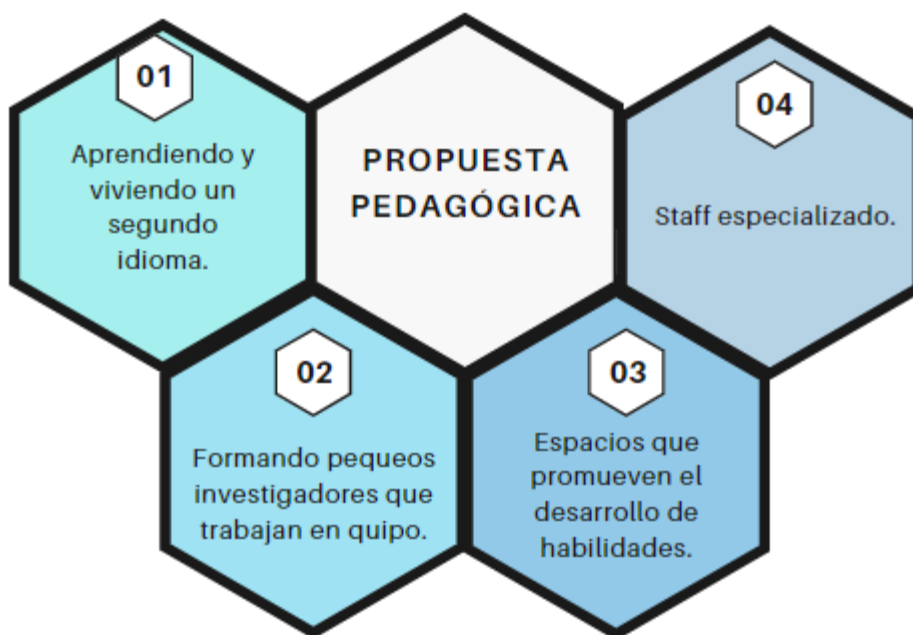 PROPUESTA
PEDAGÓGICA
01
Aprendiendo y
viviendo un
segundo
idioma.
02
Formando pequeos
investigadores que
trabajan en quipo.
03
Espacios que
promueven el
desarrollo de
habilidades.
04
Staff especializado.